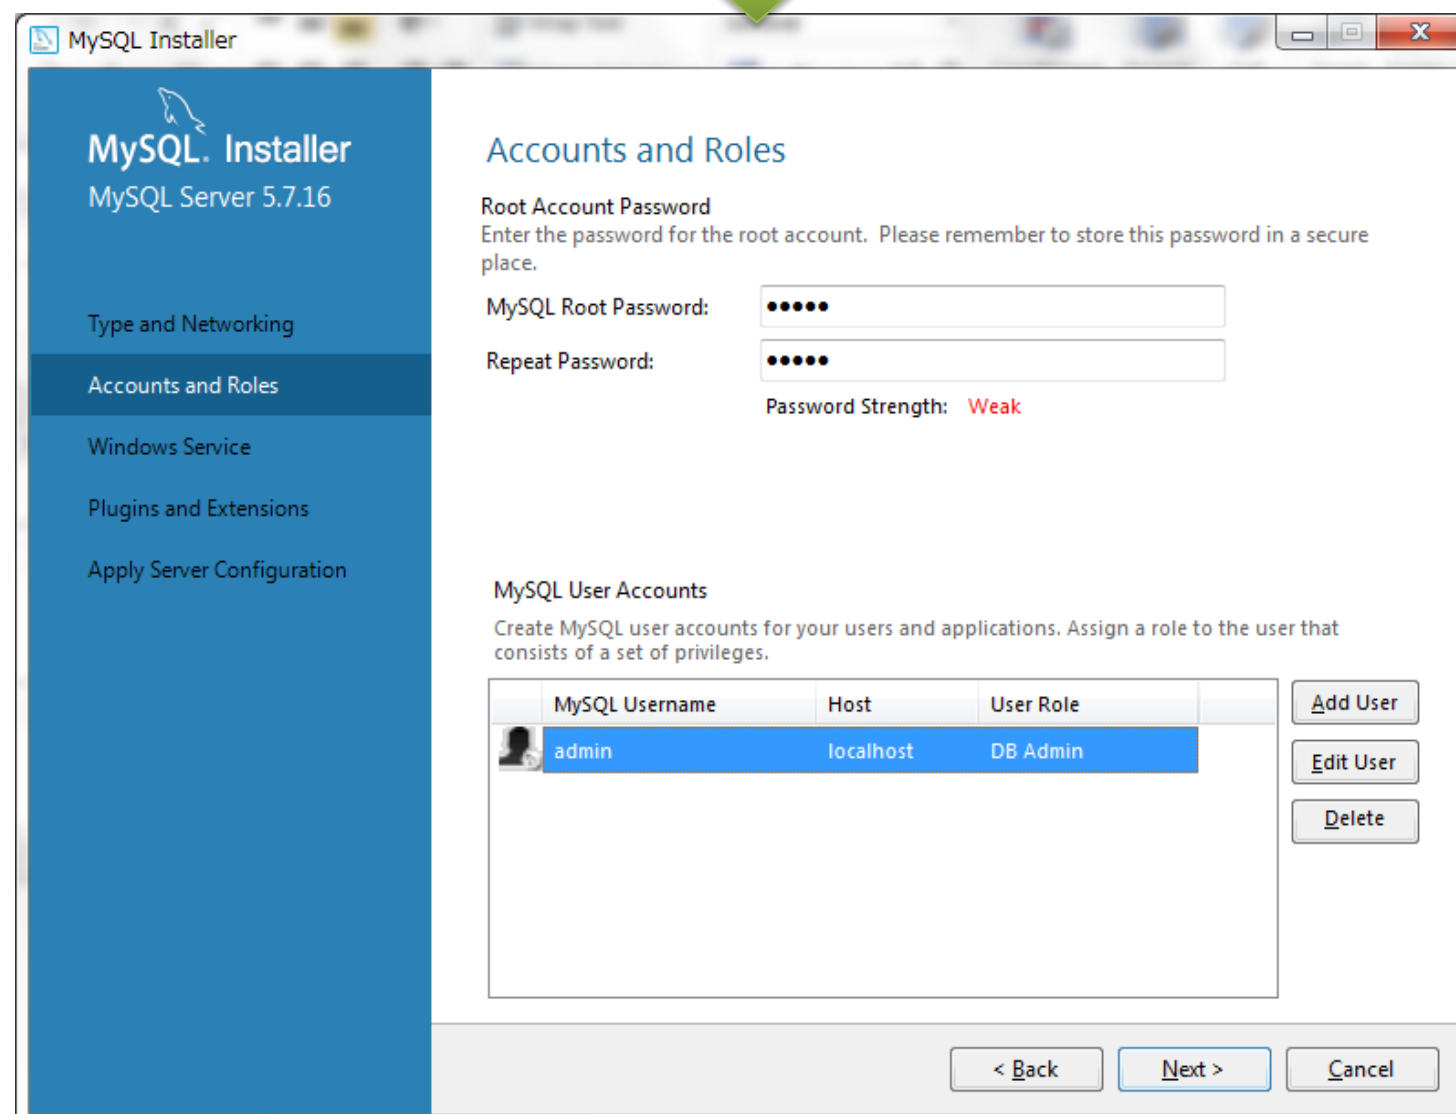 MySQL Installer
MySQL. Installer
MySQL Server 5.7.16
Type and Networking
Accounts and Roles
Windows Service
Plugins and Extensions
Apply Server Configuration
Accounts and Roles
Root Account Password
Enter the password for the root account. Please remember to store this password in a secure
place.
MySQL Root Password: •••••
Repeat Password: •••••
Password Strength: Weak
MySQL User Accounts
Create MySQL user accounts for your users and applications. Assign a role to the user that
consists of a set of privileges.
MySQL Username Host User Role
admin localhost DB Admin
Add User
Edit User
Delete
< Back Next > Cancel